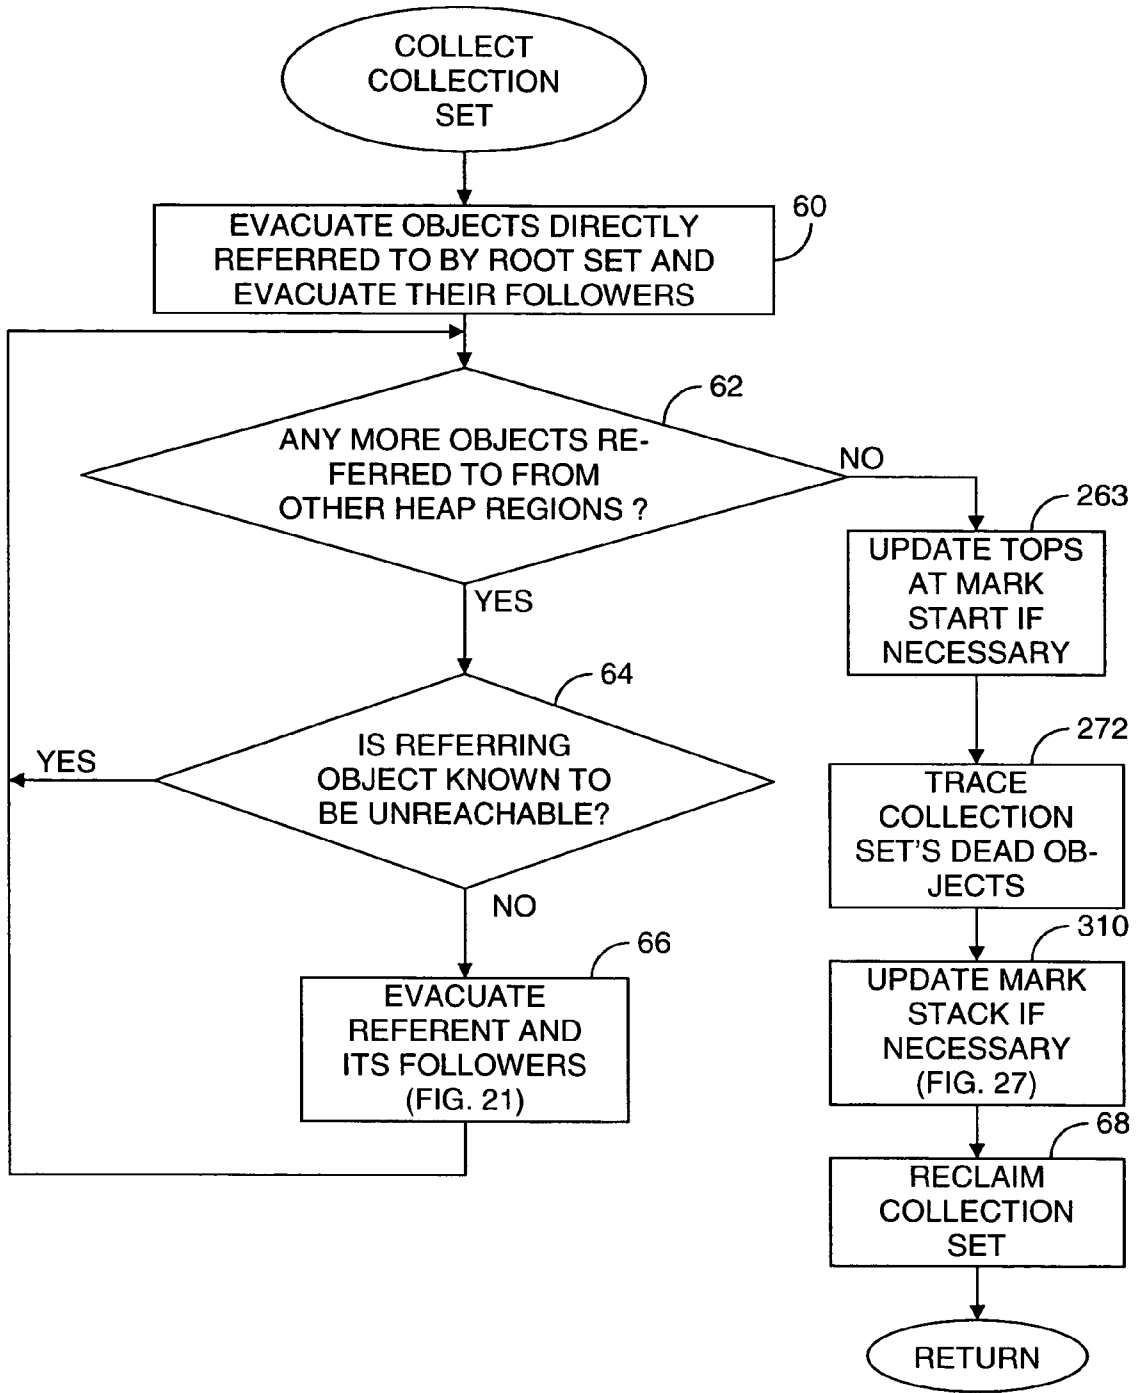 COLLECT
COLLECTION
SET
60
EVACUATE OBJECTS DIRECTLY
REFERRED TO BY ROOT SET AND
EVACUATE THEIR FOLLOWERS
62
ANY MORE OBJECTS RE-
FERRED TO FROM
OTHER HEAP REGIONS ?
NO
YES
64
IS REFERRING
OBJECT KNOWN TO
BE UNREACHABLE?
YES
NO
66
EVACUATE
REFERENT AND
ITS FOLLOWERS
(FIG. 21)
263
UPDATE TOPS
AT MARK
START IF
NECESSARY
272
TRACE
COLLECTION
SET'S DEAD OB-
JECTS
310
UPDATE MARK
STACK IF
NECESSARY
(FIG. 27)
68
RECLAIM
COLLECTION
SET
RETURN